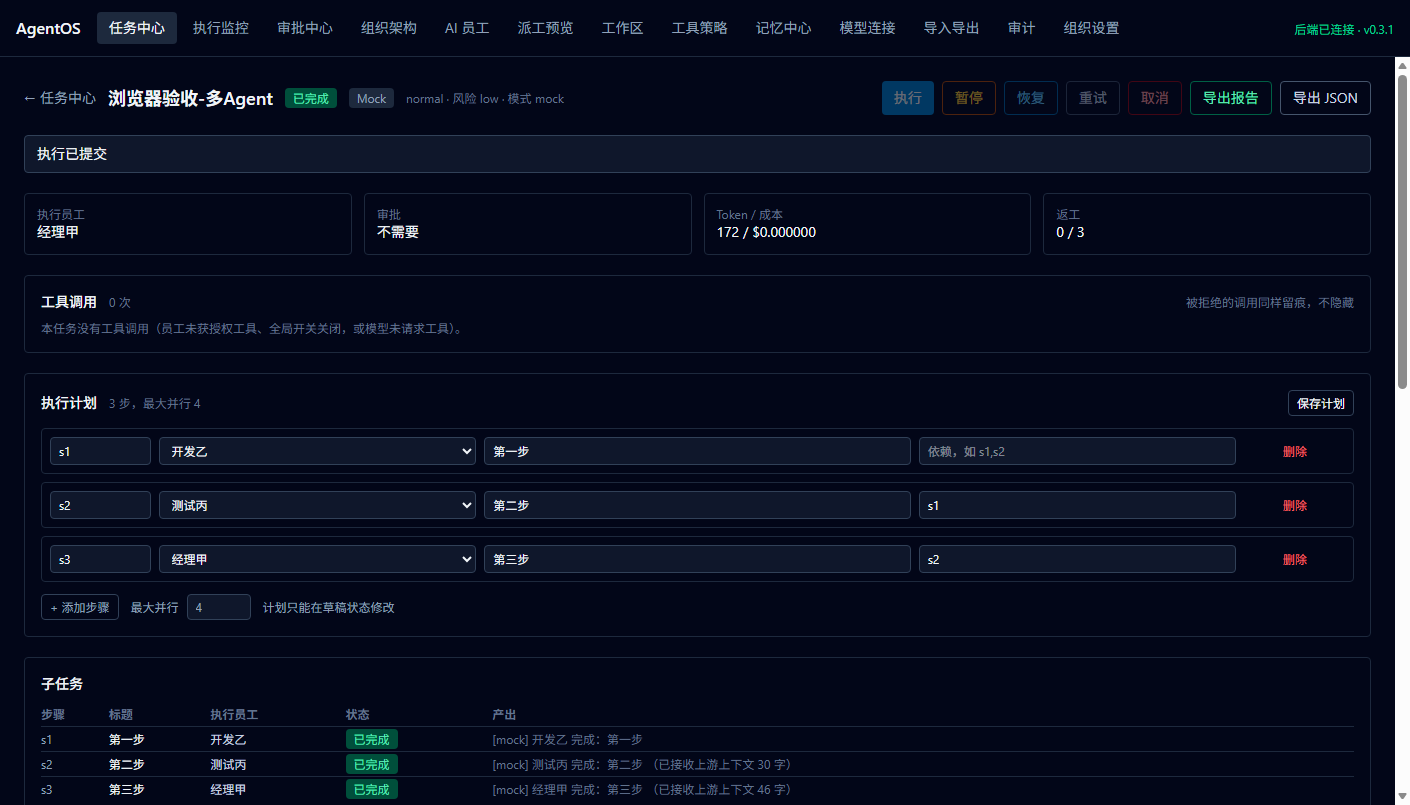 AgentOS 任务中心 执行监控 审批中心 组织架构 AI 员工 派工预览 工作区 工具策略 记忆中心 模型连接 导入导出 审计 组织设置 后端已连接 · v0.3.1
← 任务中心 浏览器验收-多Agent 已完成 Mock normal · 风险 low · 模式 mock 执行 暂停 恢复 重试 取消 导出报告 导出 JSON
执行已提交
执行员工 审批 Token / 成本 返工
经理甲 不需要 172 / $0.000000 0 / 3
工具调用 0 次 被拒绝的调用同样留痕，不隐藏
本任务没有工具调用（员工未获授权工具、全局开关关闭，或模型未请求工具）。
执行计划 3 步，最大并行 4 保存计划
s1 开发乙 第一步 依赖，如 s1,s2 删除
s2 测试丙 第二步 s1 删除
s3 经理甲 第三步 s2 删除
+ 添加步骤 最大并行 4 计划只能在草稿状态修改
子任务
步骤 标题 执行员工 状态 产出
s1 第一步 开发乙 已完成 [mock] 开发乙 完成：第一步
s2 第二步 测试丙 已完成 [mock] 测试丙 完成：第二步 （已接收上游上下文 30 字）
s3 第三步 经理甲 已完成 [mock] 经理甲 完成：第三步 （已接收上游上下文 46 字）